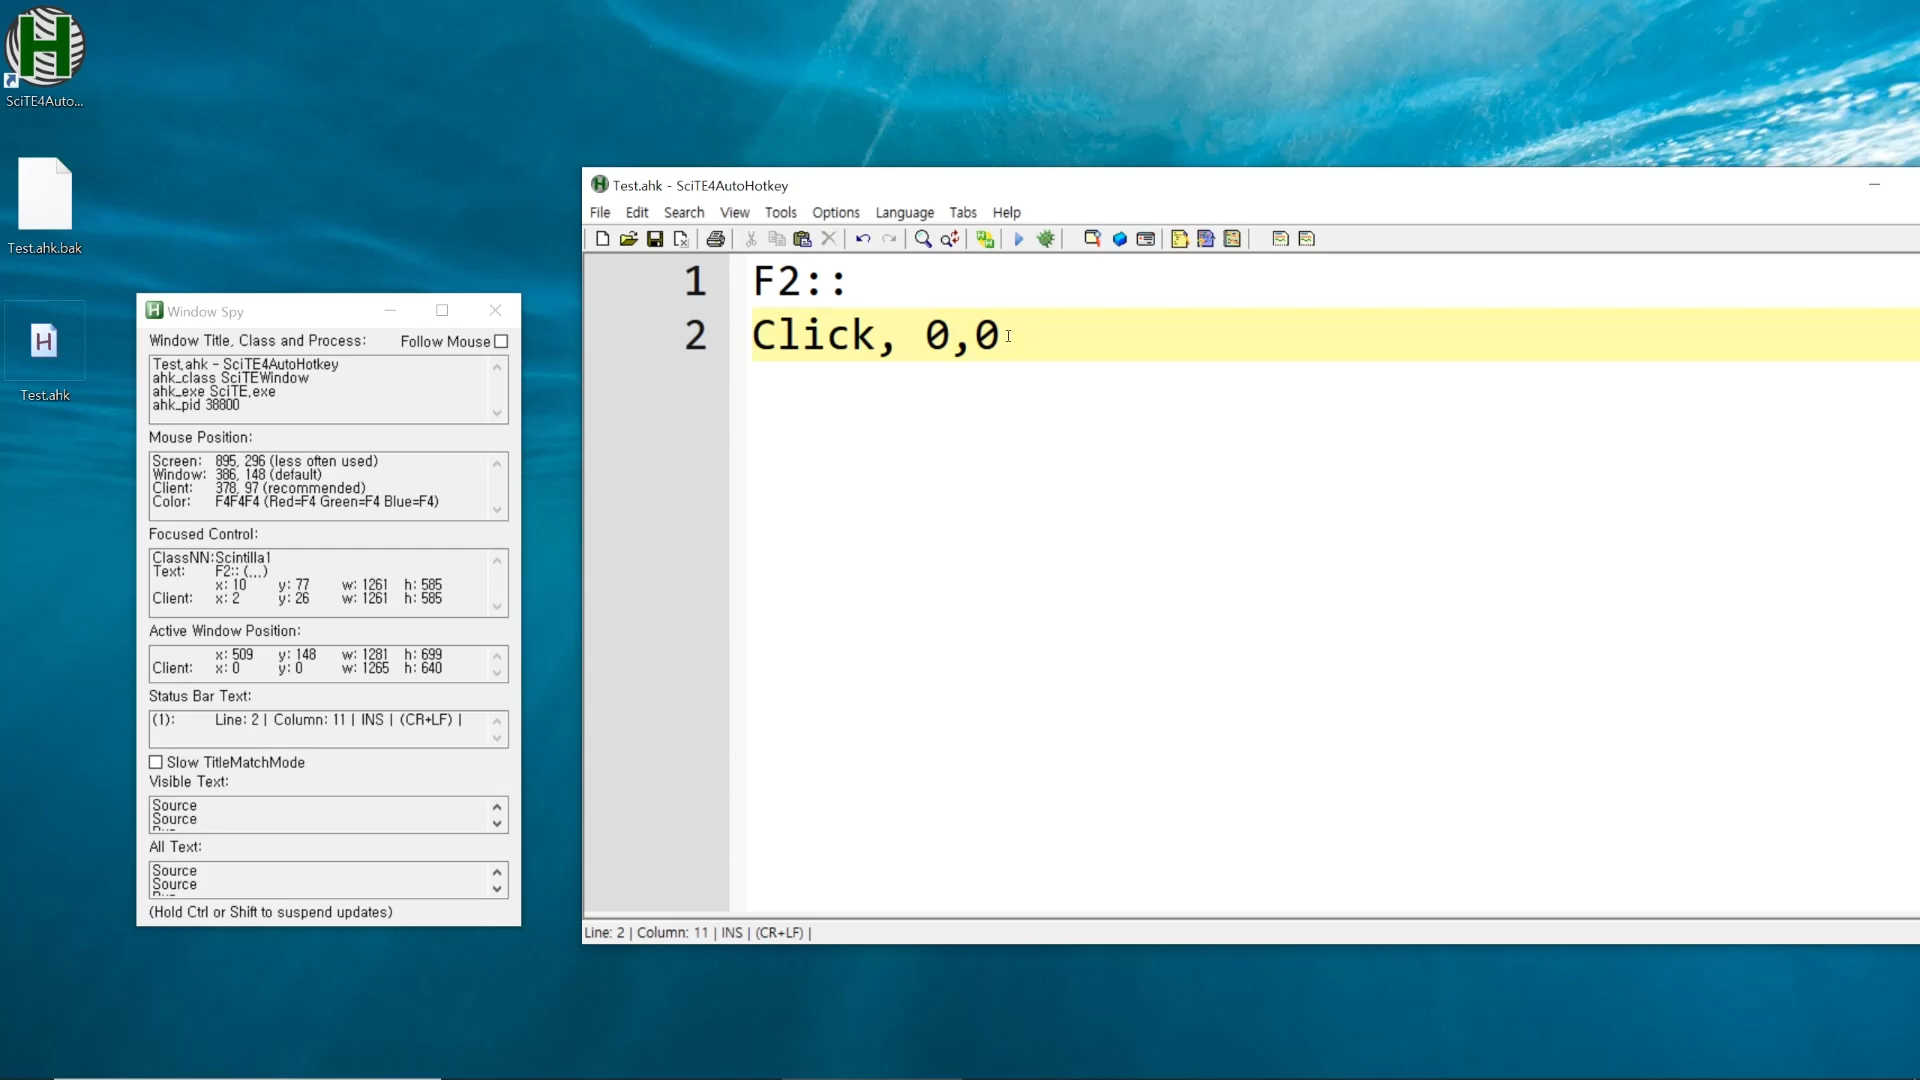 SciTE4Auto...
Test.ahk.bak
H
Test.ahk
Window Spy
Window Title, Class and Process:
Follow Mouse
Test.ahk - SciTE4AutoHotkey
ahk_class SciTEWindow
ahk_exe SciTE.exe
ahk_pid 38800
Mouse Position:
Screen: 895, 296 (less often used)
Window: 386, 148 (default)
Client: 378, 97 (recommended)
Color: F4F4F4 (Red=F4 Green=F4 Blue=F4)
Focused Control:
ClassNN: Scintilla1
Text: F2:: (...)
x: 10 y: 77 w: 1261 h: 585
Client: x: 2 y: 26 w: 1261 h: 585
Active Window Position:
x: 509 y: 148 w: 1281 h: 699
Client: x: 0 y: 0 w: 1265 h: 640
Status Bar Text:
(1): Line: 2 | Column: 11 | INS | (CR+LF) |
Slow TitleMatchMode
Visible Text:
Source
Source
All Text:
Source
Source
(Hold Ctrl or Shift to suspend updates)
Test.ahk - SciTE4AutoHotkey
File Edit Search View Tools Options Language Tabs Help
1 F2::
2 Click, 0,0
Line: 2 | Column: 11 | INS | (CR+LF) |